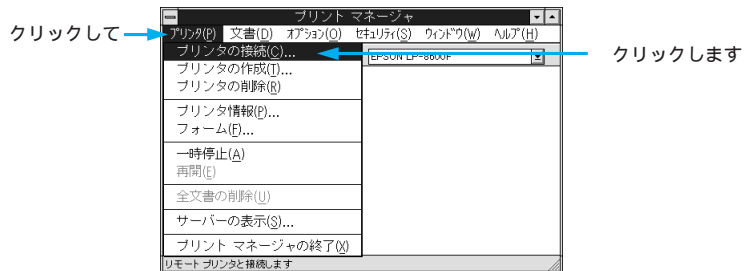 プリント マネージャ
クリックして
プリンタ(P) 文書(D) オプション(O) セキュリティ(S) ウィンドウ(W) ヘルプ(H)
プリンタの接続(C)...
クリックします
EPSON LP-8600F
プリンタの作成(T)...
プリンタの削除(R)
プリンタ情報(P)...
フォーム(F)...
一時停止(A)
再開(E)
全文書の削除(U)
サーバーの表示(S)...
プリント マネージャの終了(X)
リモート プリンタと接続します